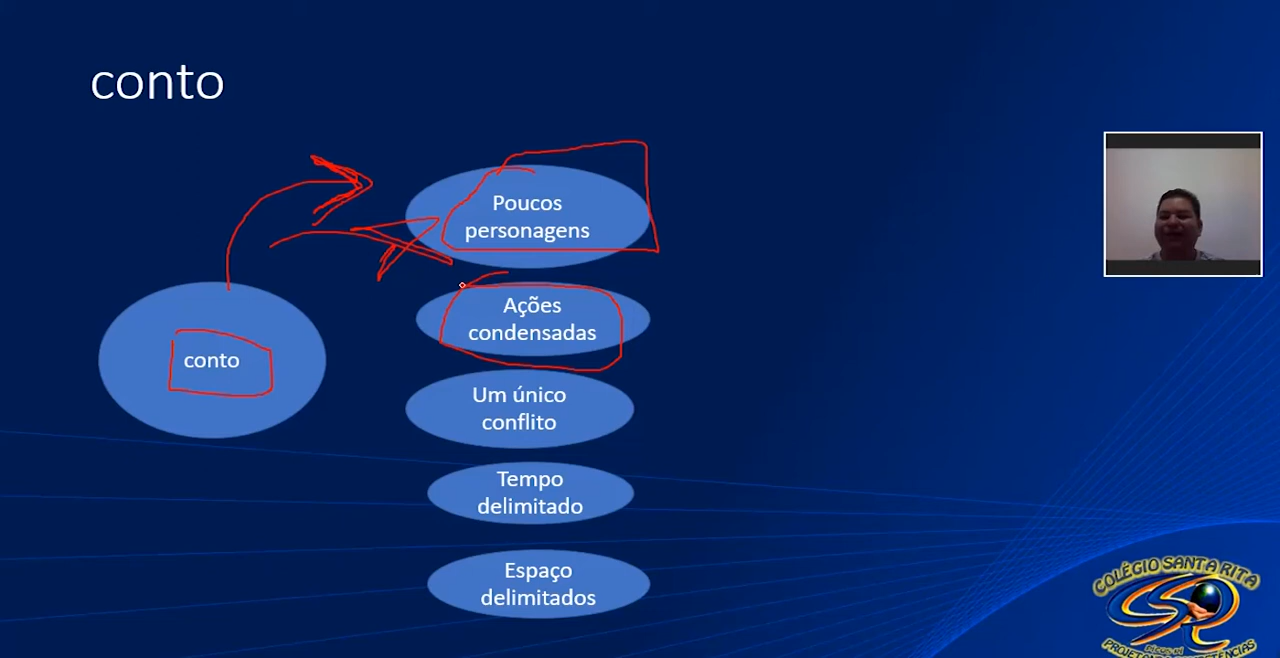 conto
conto
Poucos
personagens
Ações
condensadas
Um único
conflito
Tempo
delimitado
Espaço
delimitados
COLÉGIO SANTA RITA